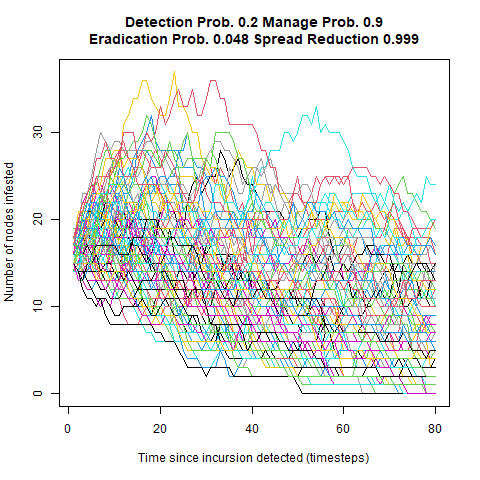 Detection Prob. 0.2 Manage Prob. 0.9
Eradication Prob. 0.048 Spread Reduction 0.999
Number of nodes infested
30
20
10
0
0 20 40 60 80
Time since incursion detected (timesteps)